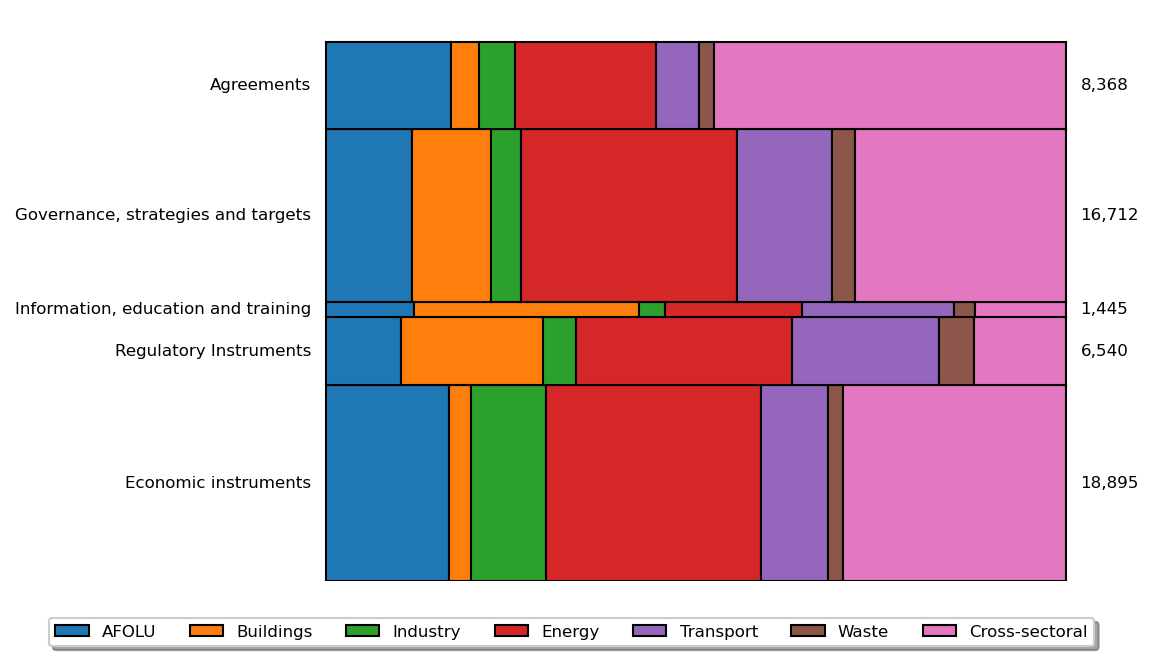 Agreements 8,368
Governance, strategies and targets 16,712
Information, education and training 1,445
Regulatory Instruments 6,540
Economic instruments 18,895
AFOLU Buildings Industry Energy Transport Waste Cross-sectoral